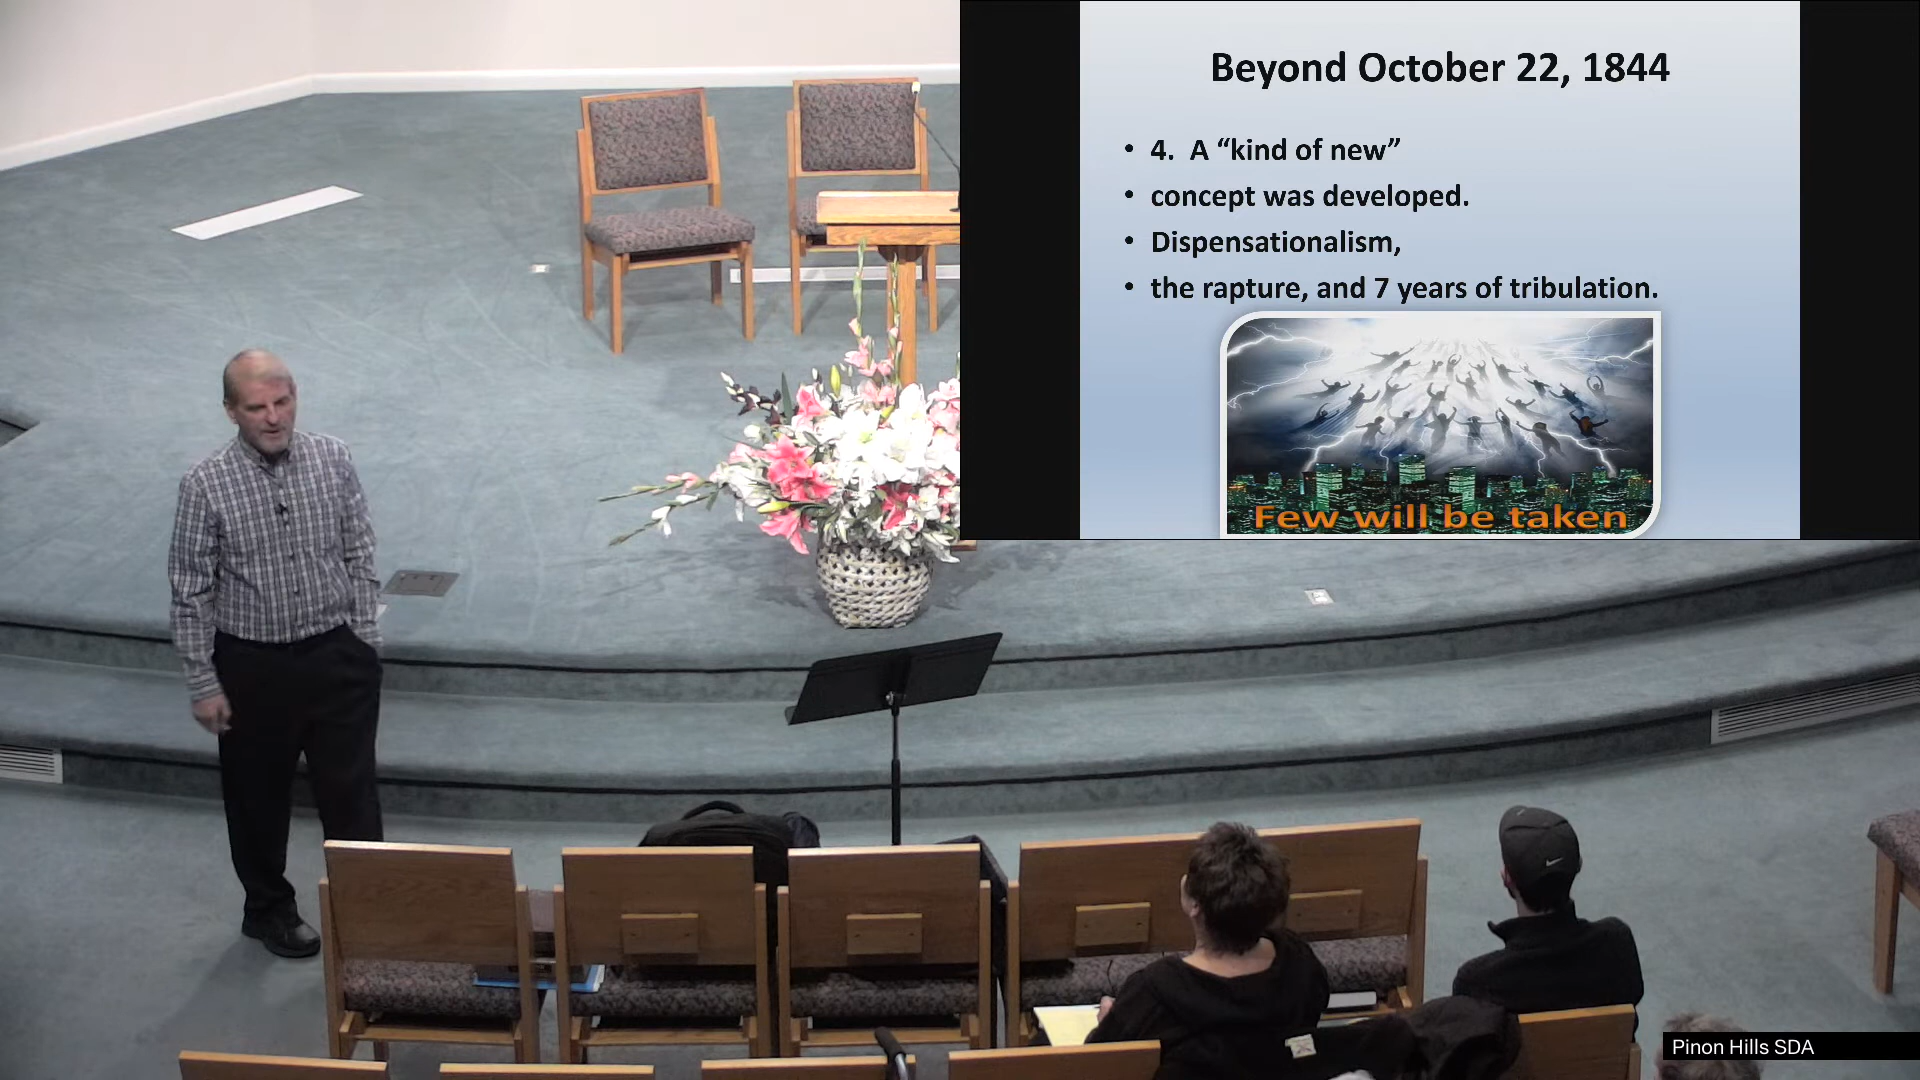 Beyond October 22, 1844
• 4. A “kind of new”
• concept was developed.
• Dispensationalism,
• the rapture, and 7 years of tribulation.
Few will be taken
Pinon Hills SDA